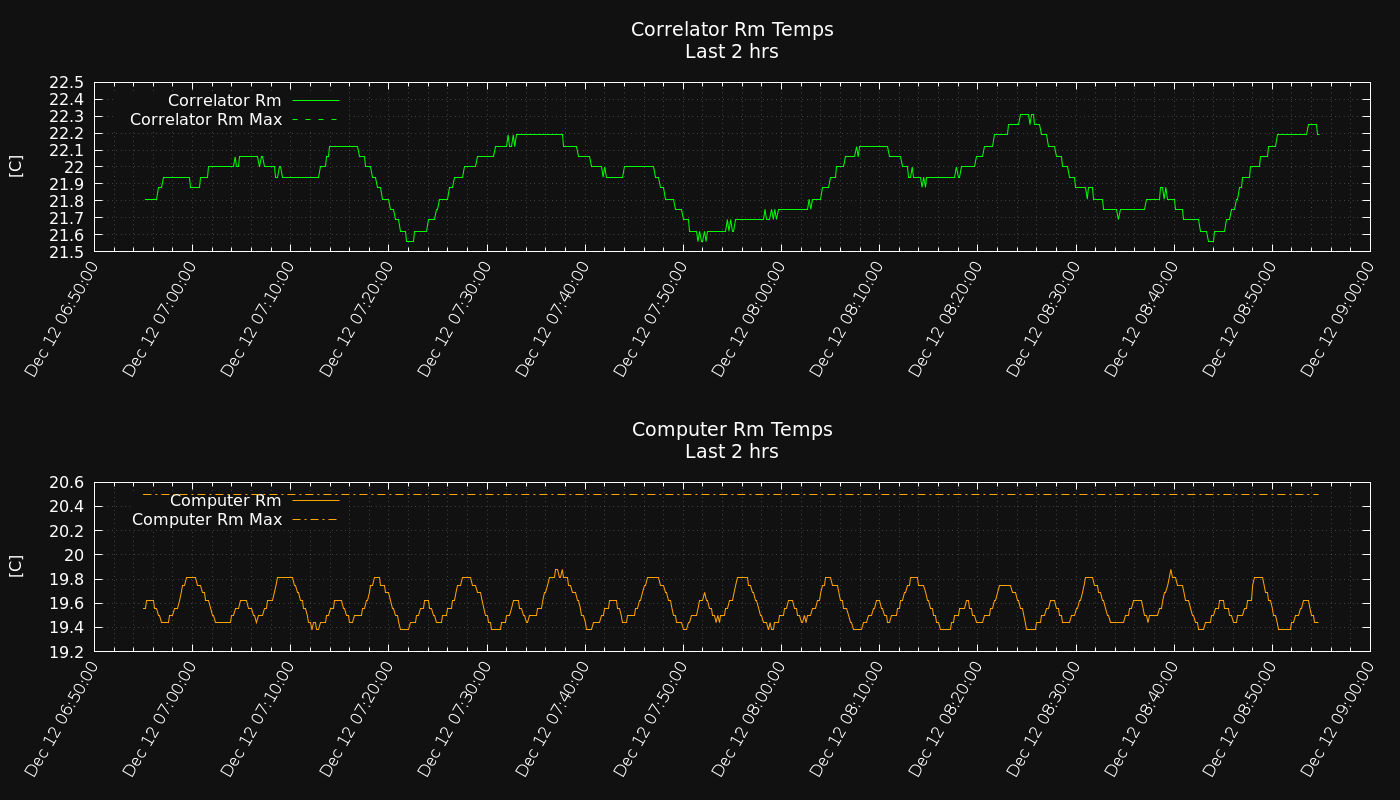 Correlator Rm Temps
Last 2 hrs
22.5
22.4
22.3
22.2
22.1
22
21.9
21.8
21.7
21.6
21.5
[C]
Correlator Rm
Correlator Rm Max
Dec 12 06:50:00
Dec 12 07:00:00
Dec 12 07:10:00
Dec 12 07:20:00
Dec 12 07:30:00
Dec 12 07:40:00
Dec 12 07:50:00
Dec 12 08:00:00
Dec 12 08:10:00
Dec 12 08:20:00
Dec 12 08:30:00
Dec 12 08:40:00
Dec 12 08:50:00
Dec 12 09:00:00
Computer Rm Temps
Last 2 hrs
20.6
20.4
20.2
20
19.8
19.6
19.4
19.2
[C]
Computer Rm
Computer Rm Max
Dec 12 06:50:00
Dec 12 07:00:00
Dec 12 07:10:00
Dec 12 07:20:00
Dec 12 07:30:00
Dec 12 07:40:00
Dec 12 07:50:00
Dec 12 08:00:00
Dec 12 08:10:00
Dec 12 08:20:00
Dec 12 08:30:00
Dec 12 08:40:00
Dec 12 08:50:00
Dec 12 09:00:00